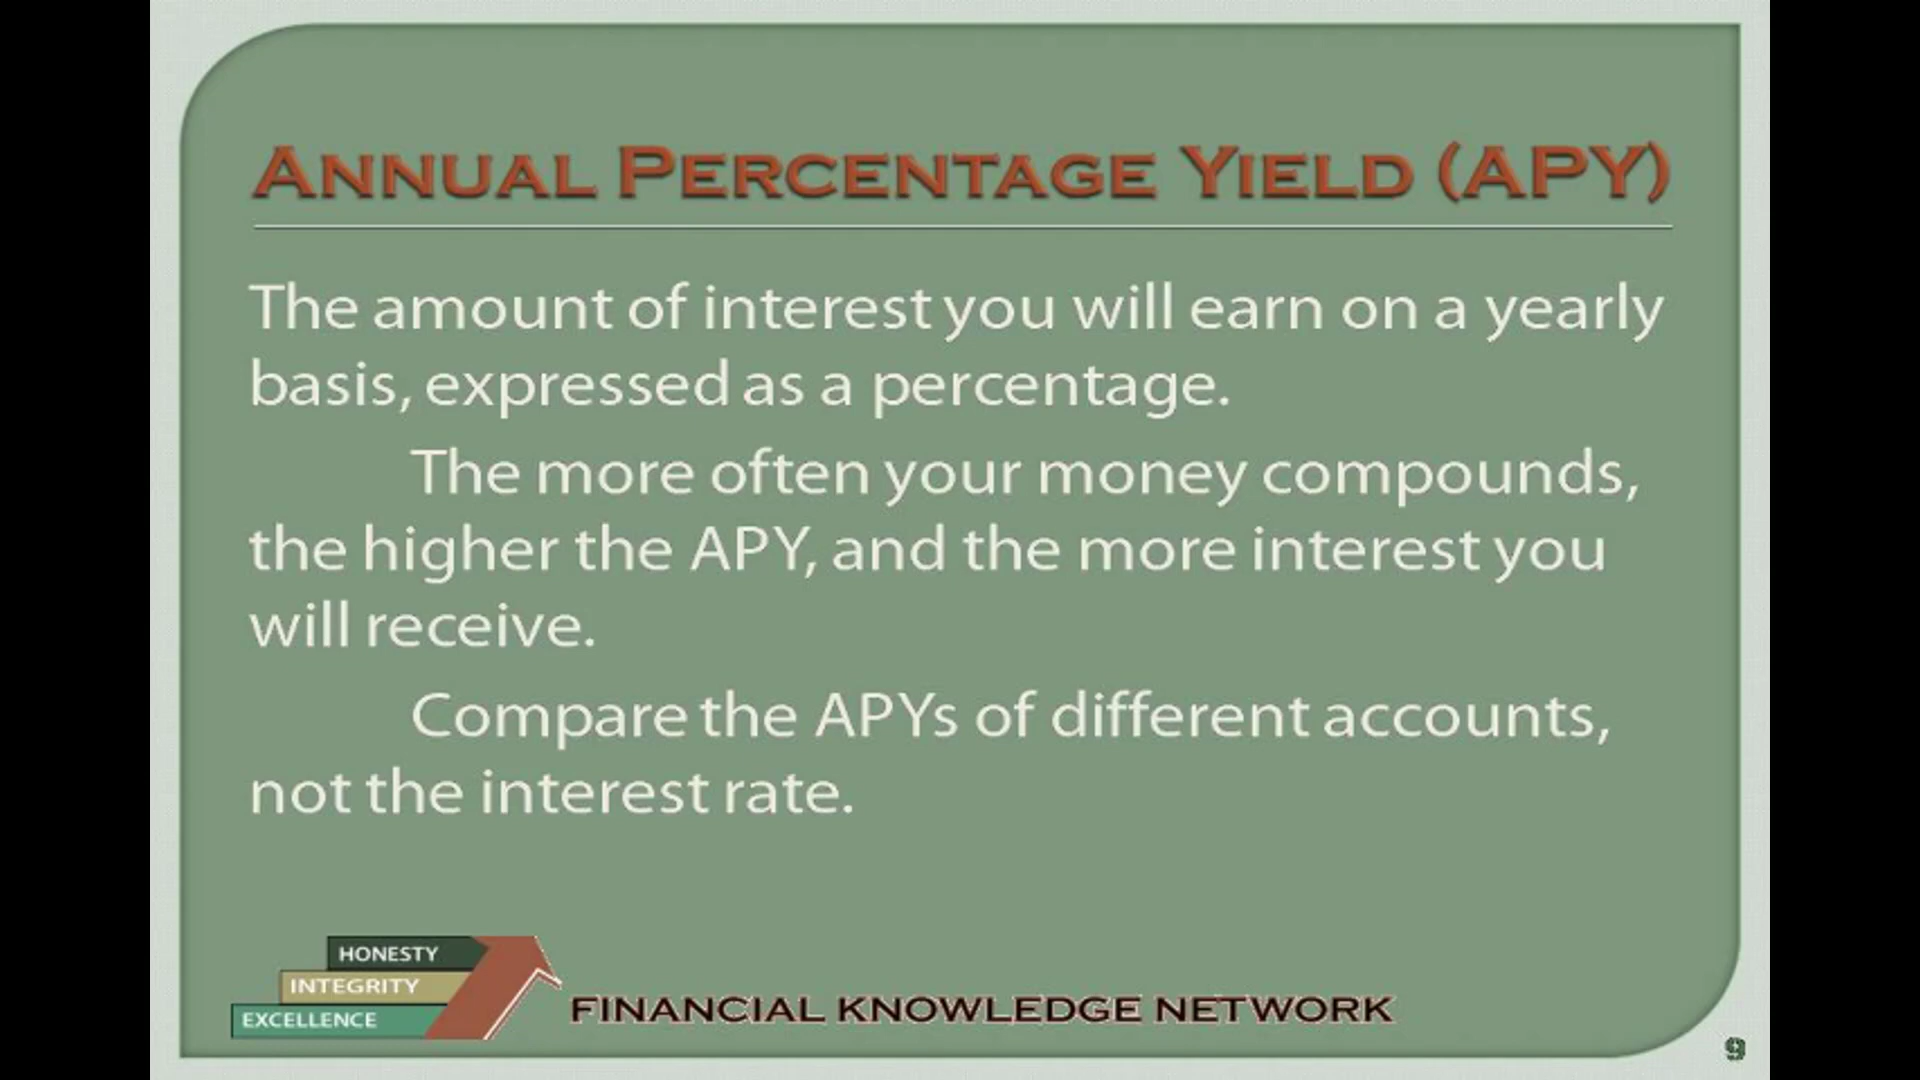 ANNUAL PERCENTAGE YIELD (APY)
The amount of interest you will earn on a yearly
basis, expressed as a percentage.
The more often your money compounds,
the higher the APY, and the more interest you
will receive.
Compare the APYs of different accounts,
not the interest rate.
HONESTY
INTEGRITY
EXCELLENCE
FINANCIAL KNOWLEDGE NETWORK
9